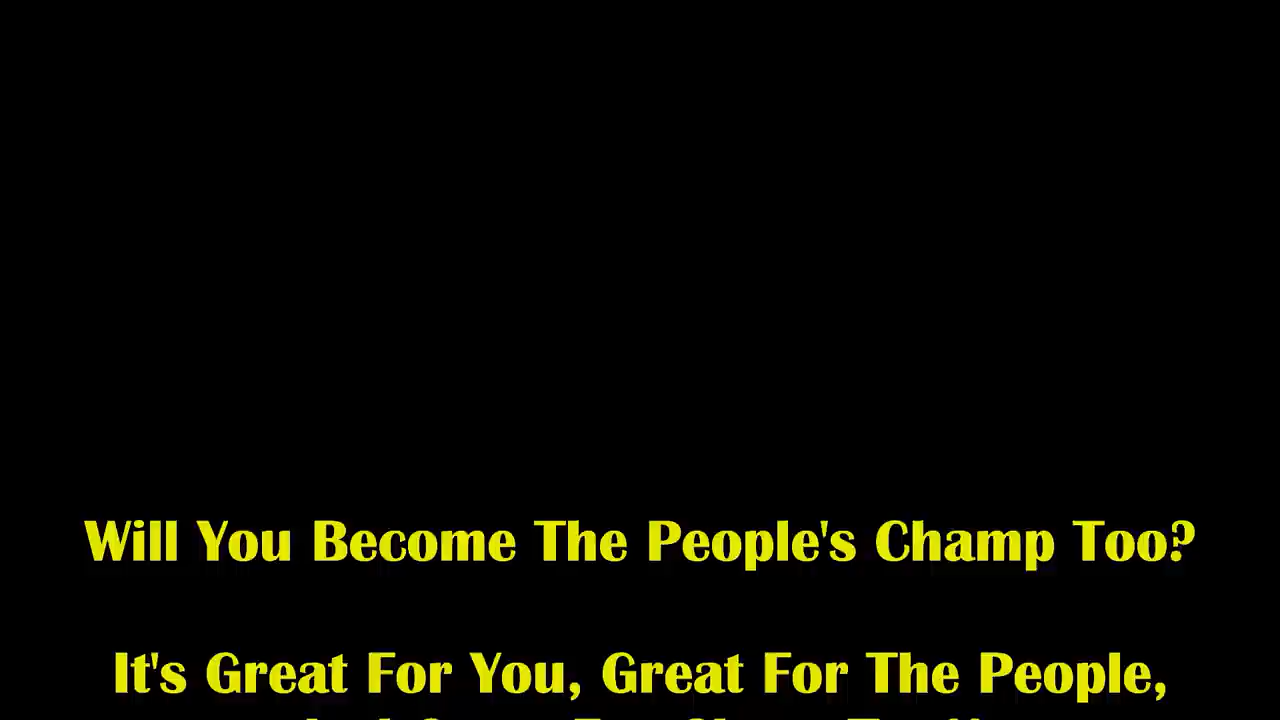 Will You Become The People's Champ Too?
It's Great For You, Great For The People,